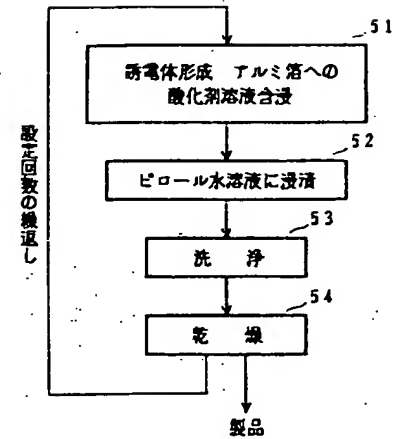 51
誘電体形成 アルミ箔への
酸化剤溶液含浸
52
ピロール水溶液に浸漬
53
洗 浄
54
乾 燥
設定回数の繰返し
製品